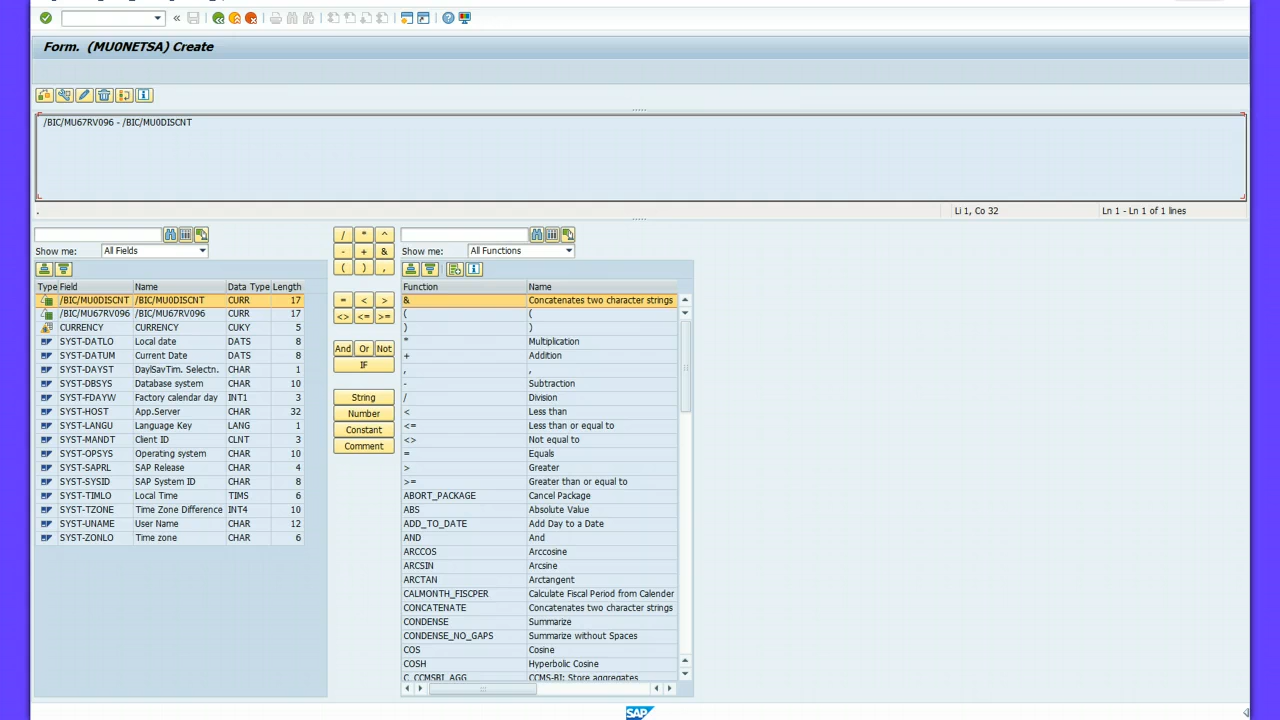 Form. (MU0NETSA) Create
/BIC/MU67RV096 - /BIC/MU0DISCNT
Li 1, Co 32 Ln 1 - Ln 1 of 1 lines
Show me: All Fields
Type Field Name Data Type Length
/BIC/MU0DISCNT /BIC/MU0DISCNT CURR 17
/BIC/MU67RV096 /BIC/MU67RV096 CURR 17
CURRENCY CURRENCY CUKY 5
SYST-DATLO Local date DATS 8
SYST-DATUM Current Date DATS 8
SYST-DAYST DaylSavTim. Selectn. CHAR 1
SYST-DBSYS Database system CHAR 10
SYST-FDAYW Factory calendar day INT1 3
SYST-HOST App.Server CHAR 32
SYST-LANGU Language Key LANG 1
SYST-MANDT Client ID CLNT 3
SYST-OPSYS Operating system CHAR 10
SYST-SAPRL SAP Release CHAR 4
SYST-SYSID SAP System ID CHAR 8
SYST-TIMLO Local Time TIMS 6
SYST-TZONE Time Zone Difference INT4 10
SYST-UNAME User Name CHAR 12
SYST-ZONLO Time zone CHAR 6
/ * ^
- + &
( ) ,
= < >
<> <= >=
And Or Not
IF
String
Number
Constant
Comment
Show me: All Functions
Function Name
& Concatenates two character strings
( (
) )
* Multiplication
+ Addition
, ,
- Subtraction
/ Division
< Less than
<= Less than or equal to
<> Not equal to
= Equals
> Greater
>= Greater than or equal to
ABORT_PACKAGE Cancel Package
ABS Absolute Value
ADD_TO_DATE Add Day to a Date
AND And
ARCCOS Arccosine
ARCSIN Arcsine
ARCTAN Arctangent
CALMONTH_FISCPER Calculate Fiscal Period from Calender
CONCATENATE Concatenates two character strings
CONDENSE Summarize
CONDENSE_NO_GAPS Summarize without Spaces
COS Cosine
COSH Hyperbolic Cosine
C_CCMSBI_AGG CCMS-BI: Store aggregates
SAP